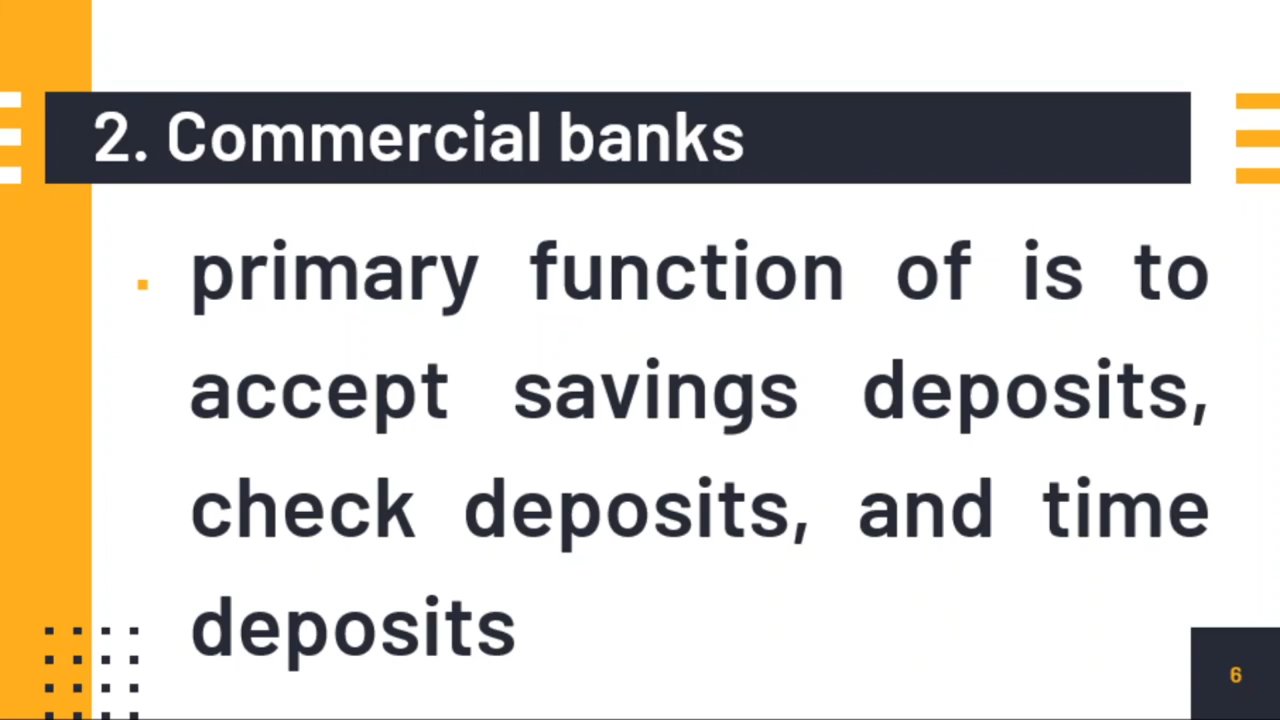 2. Commercial banks
primary function of is to
accept savings deposits,
check deposits, and time
deposits
6